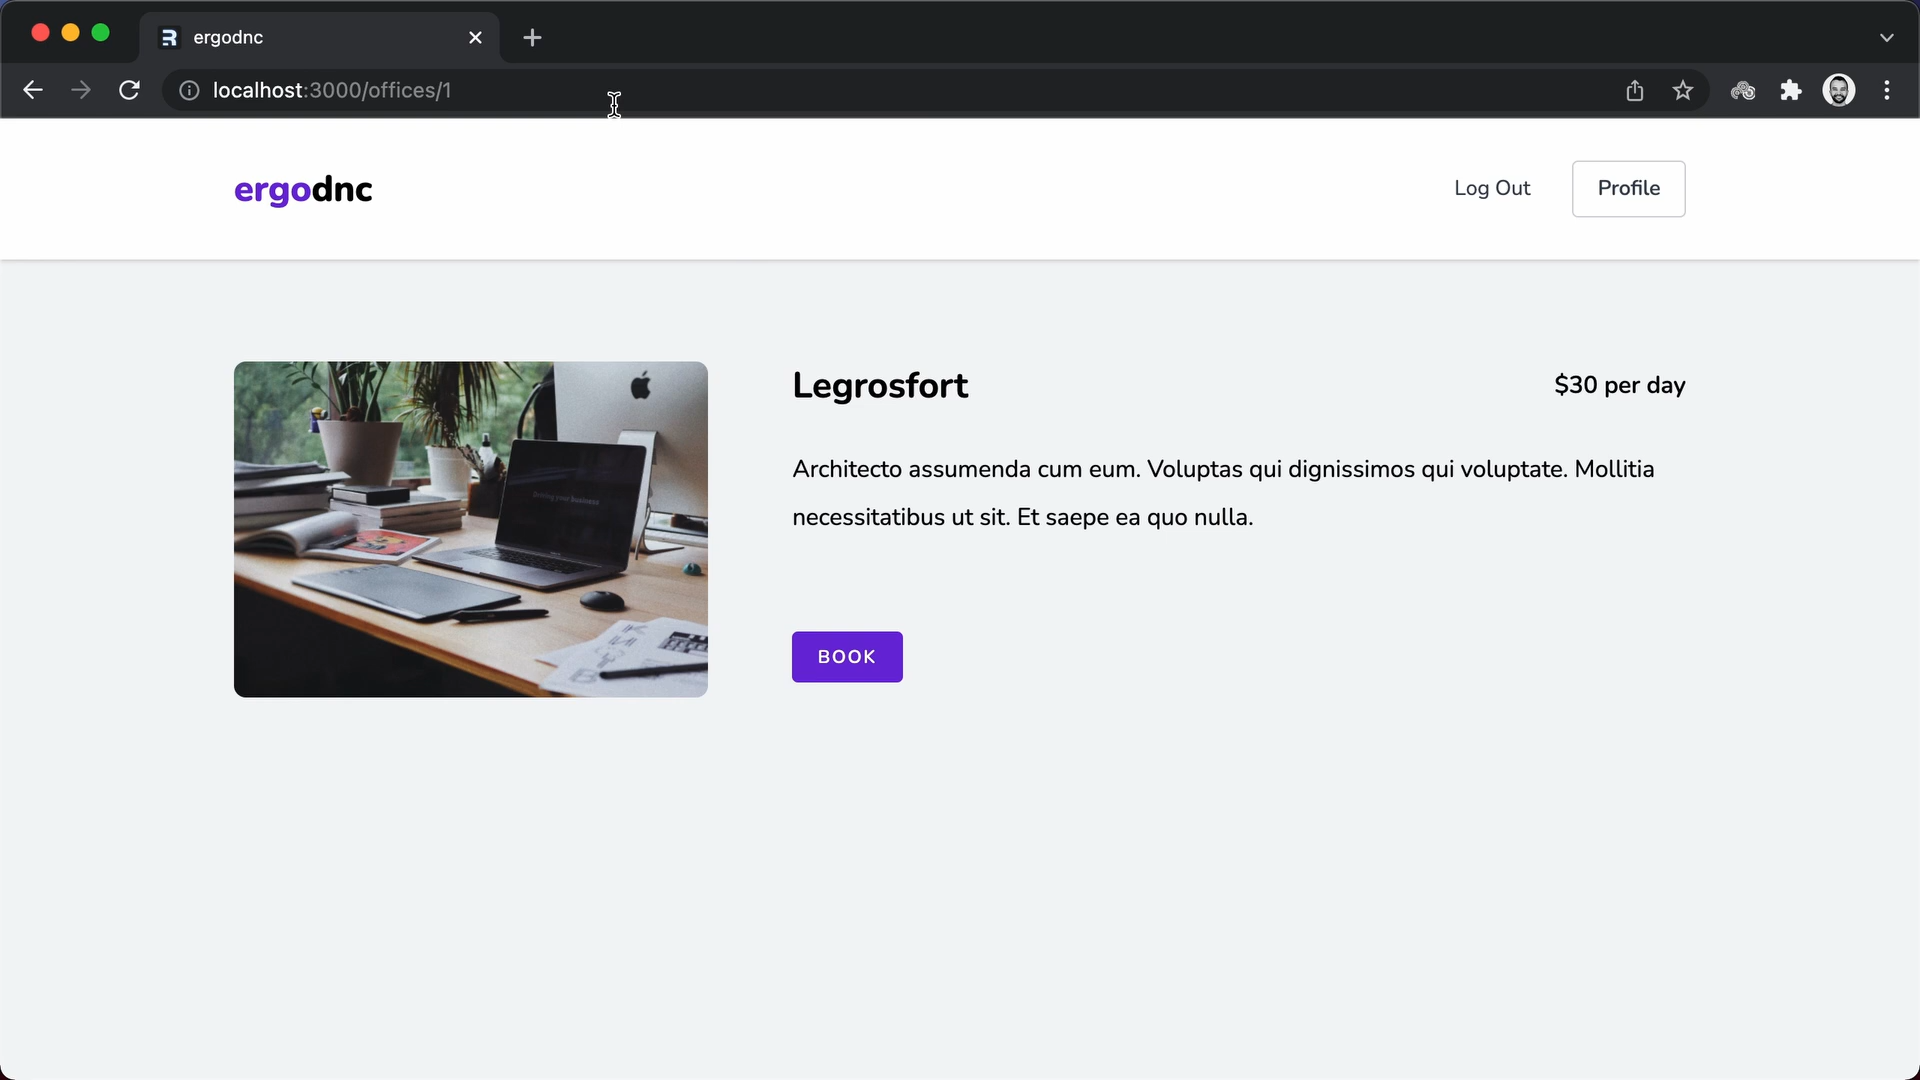 ergodnc
localhost:3000/offices/1
ergodnc
Log Out
Profile
Legrosfort
$30 per day
Architecto assumenda cum eum. Voluptas qui dignissimos qui voluptate. Mollitia
necessitatibus ut sit. Et saepe ea quo nulla.
BOOK